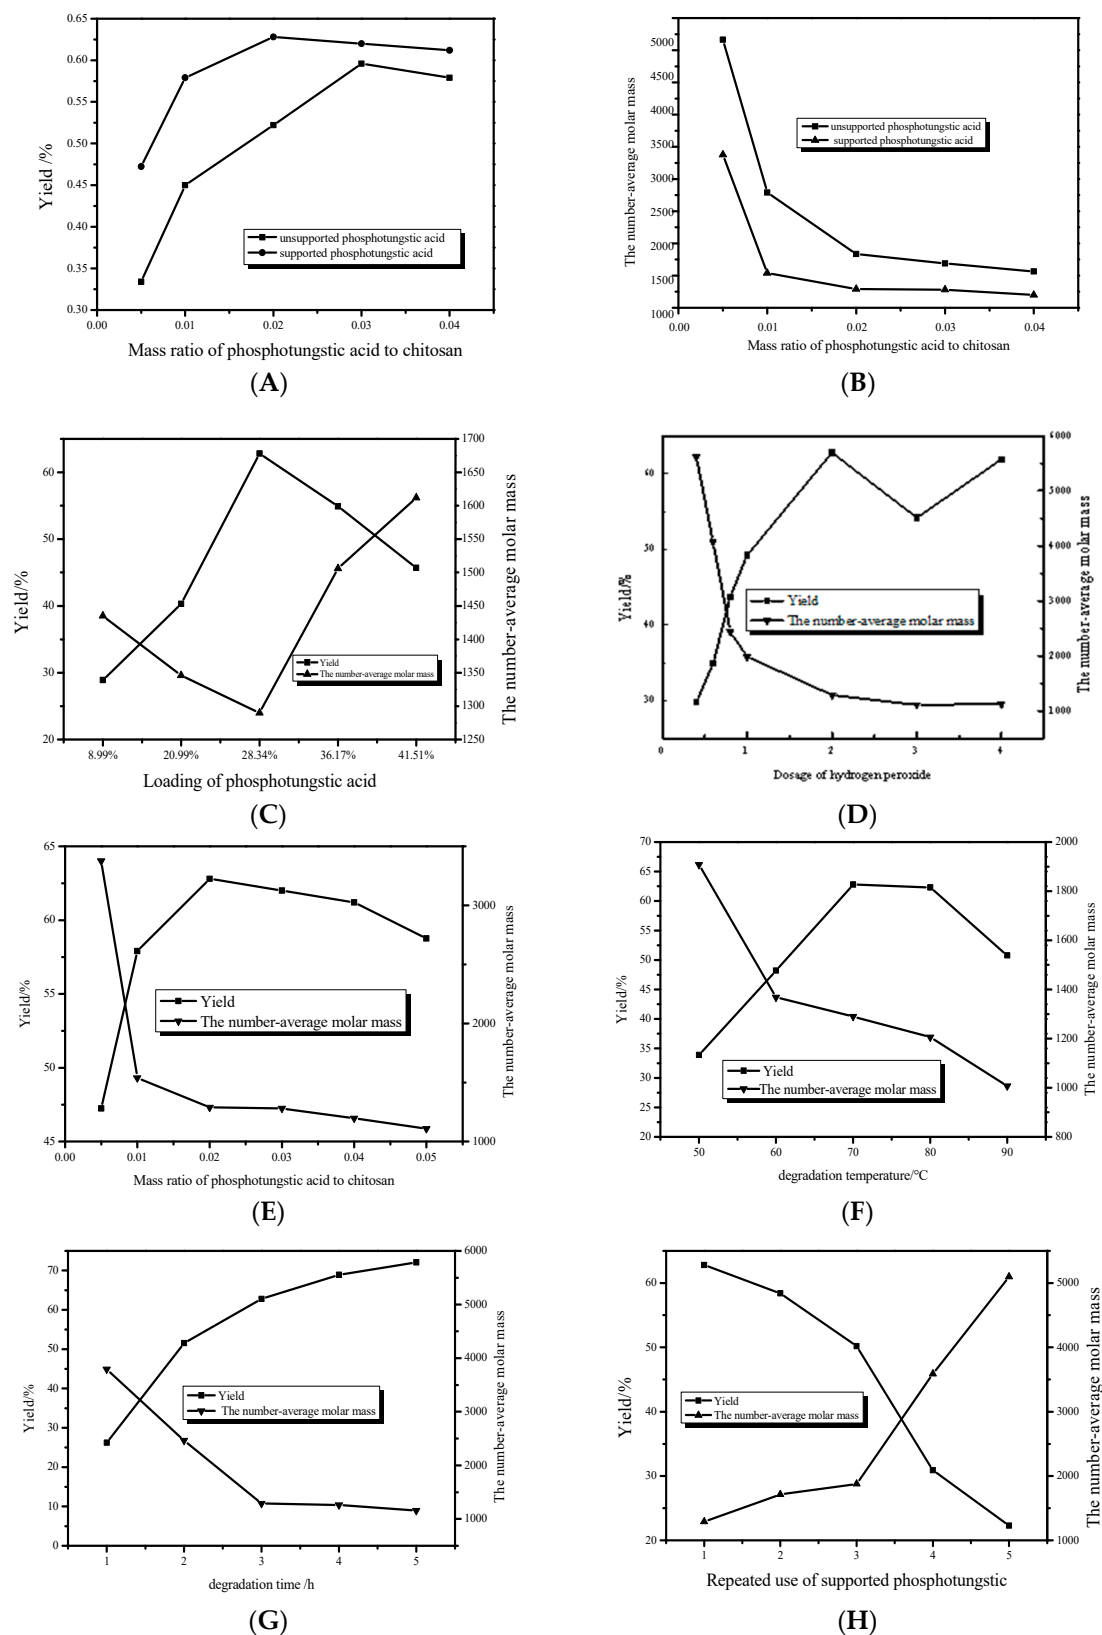 0.65
0.60
0.55
0.50
0.45
0.40
0.35
0.30
Yield /%
unsupported phosphotungstic acid
supported phosphotungstic acid
0.00 0.01 0.02 0.03 0.04
Mass ratio of phosphotungstic acid to chitosan
(A)
5000
4500
4000
3500
3000
2500
2000
1500
1000
The number-average molar mass
unsupported phosphotungstic acid
supported phosphotungstic acid
0.00 0.01 0.02 0.03 0.04
Mass ratio of phosphotungstic acid to chitosan
(B)
60
50
40
30
20
Yield/%
1700
1650
1600
1550
1500
1450
1400
1350
1300
1250
The number-average molar mass
Yield
The number-average molar mass
8.99% 20.99% 28.34% 36.17% 41.51%
Loading of phosphotungstic acid
(C)
60
50
40
30
Yield/%
6000
5000
4000
3000
2000
1000
The number-average molar mass
Yield
The number-average molar mass
0 1 2 3 4
Dosage of hydrogen peroxide
(D)
65
60
55
50
45
Yield/%
3000
2000
1000
The number-average molar mass
Yield
The number-average molar mass
0.00 0.01 0.02 0.03 0.04 0.05
Mass ratio of phosphotungstic acid to chitosan
(E)
70
65
60
55
50
45
40
35
30
25
20
Yield/%
2000
1800
1600
1400
1200
1000
800
The number-average molar mass
Yield
The number-average molar mass
50 60 70 80 90
degradation temperature/°C
(F)
70
60
50
40
30
20
10
0
Yield/%
6000
5000
4000
3000
2000
1000
The number-average molar mass
Yield
The number-average molar mass
1 2 3 4 5
degradation time /h
(G)
60
50
40
30
20
Yield/%
5000
4000
3000
2000
1000
The number-average molar mass
Yield
The number-average molar mass
1 2 3 4 5
Repeated use of supported phosphotungstic
(H)